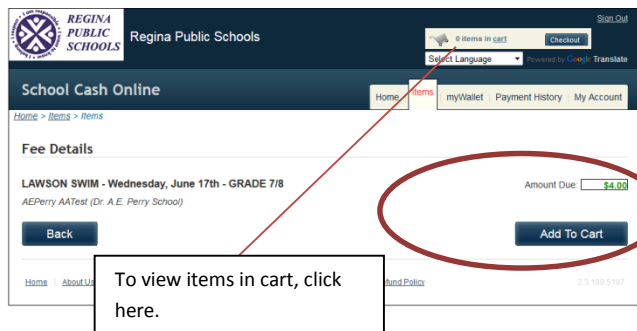 REGINA
PUBLIC
SCHOOLS
Regina Public Schools
Sign Out
0 items in cart
Checkout
Select Language
Powered by Google Translate
School Cash Online
Home
Items
myWallet
Payment History
My Account
Home > Items > Items
Fee Details
LAWSON SWIM - Wednesday, June 17th - GRADE 7/8
Amount Due: $4.00
AEPerry AATest (Dr. A.E. Perry School)
Back
Add To Cart
To view items in cart, click
here.
Home | About Us
fund Policy
2.3.188.5197